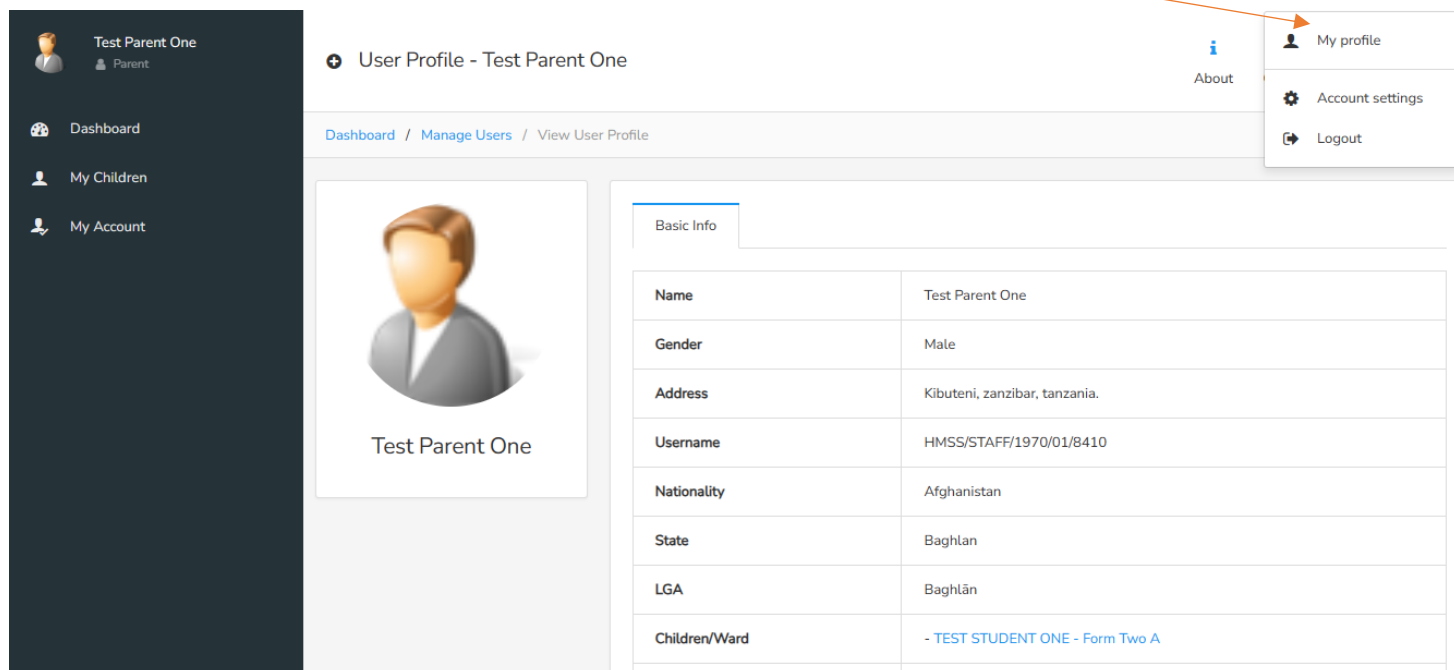 Test Parent One
Parent
Dashboard
My Children
My Account
User Profile - Test Parent One
About
My profile
Account settings
Logout
Dashboard / Manage Users / View User Profile
Test Parent One
Basic Info
Name Test Parent One
Gender Male
Address Kibuteni, zanzibar, tanzania.
Username HMSS/STAFF/1970/01/8410
Nationality Afghanistan
State Baghlan
LGA Baghlān
Children/Ward - TEST STUDENT ONE - Form Two A